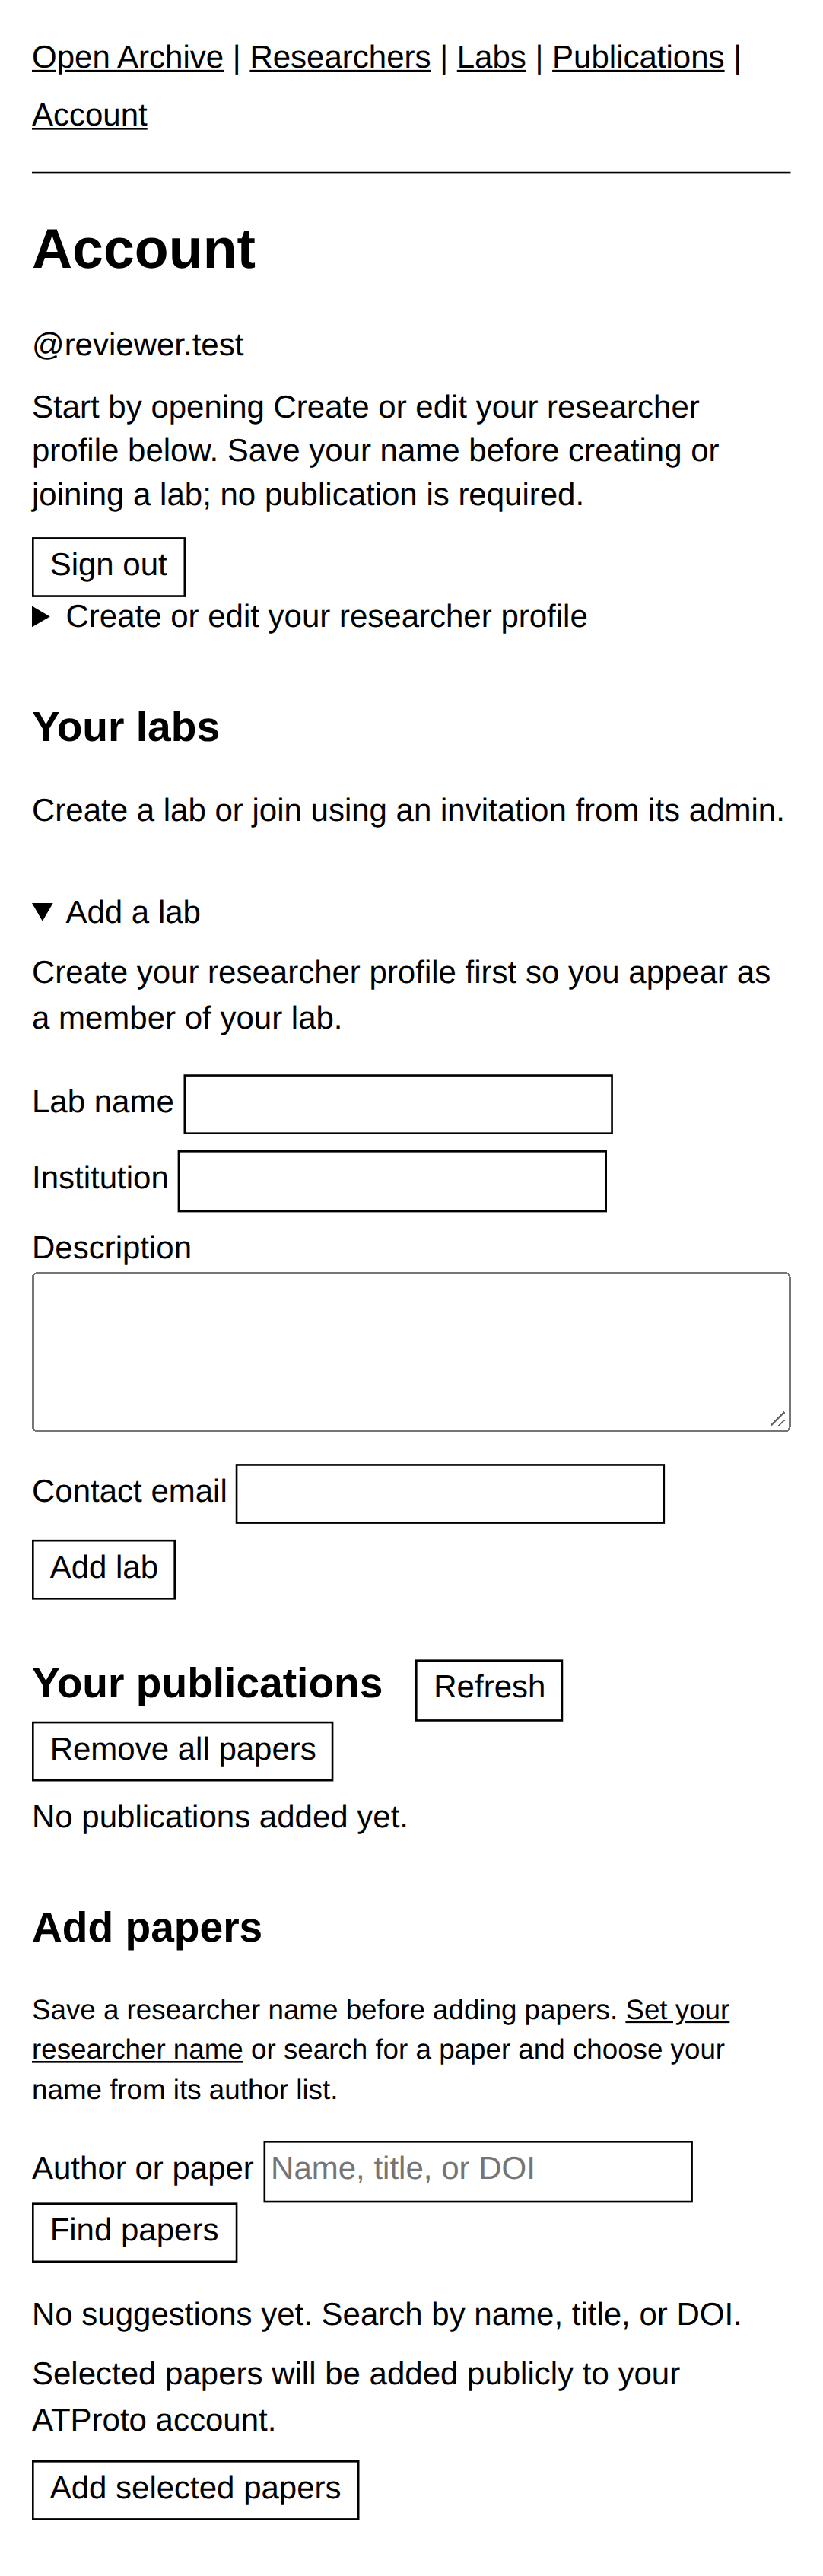 Open Archive | Researchers | Labs | Publications |
Account
Account
@reviewer.test
Start by opening Create or edit your researcher
profile below. Save your name before creating or
joining a lab; no publication is required.
Sign out
Create or edit your researcher profile
Your labs
Create a lab or join using an invitation from its admin.
Add a lab
Create your researcher profile first so you appear as
a member of your lab.
Lab name
Institution
Description
Contact email
Add lab
Your publications Refresh
Remove all papers
No publications added yet.
Add papers
Save a researcher name before adding papers. Set your
researcher name or search for a paper and choose your
name from its author list.
Author or paper Name, title, or DOI
Find papers
No suggestions yet. Search by name, title, or DOI.
Selected papers will be added publicly to your
ATProto account.
Add selected papers